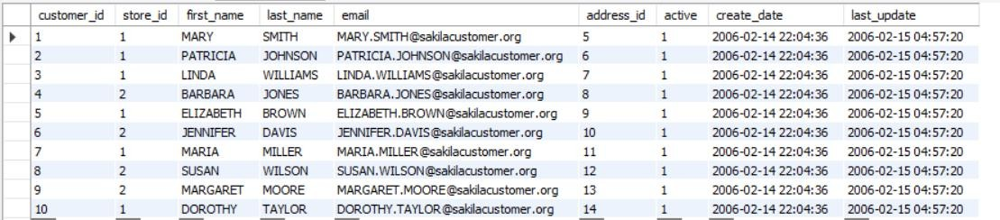 customer_id store_id first_name last_name email address_id active create_date last_update
1 1 MARY SMITH MARY.SMITH@sakilacustomer.org 5 1 2006-02-14 22:04:36 2006-02-15 04:57:20
2 1 PATRICIA JOHNSON PATRICIA.JOHNSON@sakilacustomer.org 6 1 2006-02-14 22:04:36 2006-02-15 04:57:20
3 1 LINDA WILLIAMS LINDA.WILLIAMS@sakilacustomer.org 7 1 2006-02-14 22:04:36 2006-02-15 04:57:20
4 2 BARBARA JONES BARBARA.JONES@sakilacustomer.org 8 1 2006-02-14 22:04:36 2006-02-15 04:57:20
5 1 ELIZABETH BROWN ELIZABETH.BROWN@sakilacustomer.org 9 1 2006-02-14 22:04:36 2006-02-15 04:57:20
6 2 JENNIFER DAVIS JENNIFER.DAVIS@sakilacustomer.org 10 1 2006-02-14 22:04:36 2006-02-15 04:57:20
7 1 MARIA MILLER MARIA.MILLER@sakilacustomer.org 11 1 2006-02-14 22:04:36 2006-02-15 04:57:20
8 2 SUSAN WILSON SUSAN.WILSON@sakilacustomer.org 12 1 2006-02-14 22:04:36 2006-02-15 04:57:20
9 2 MARGARET MOORE MARGARET.MOORE@sakilacustomer.org 13 1 2006-02-14 22:04:36 2006-02-15 04:57:20
10 1 DOROTHY TAYLOR DOROTHY.TAYLOR@sakilacustomer.org 14 1 2006-02-14 22:04:36 2006-02-15 04:57:20